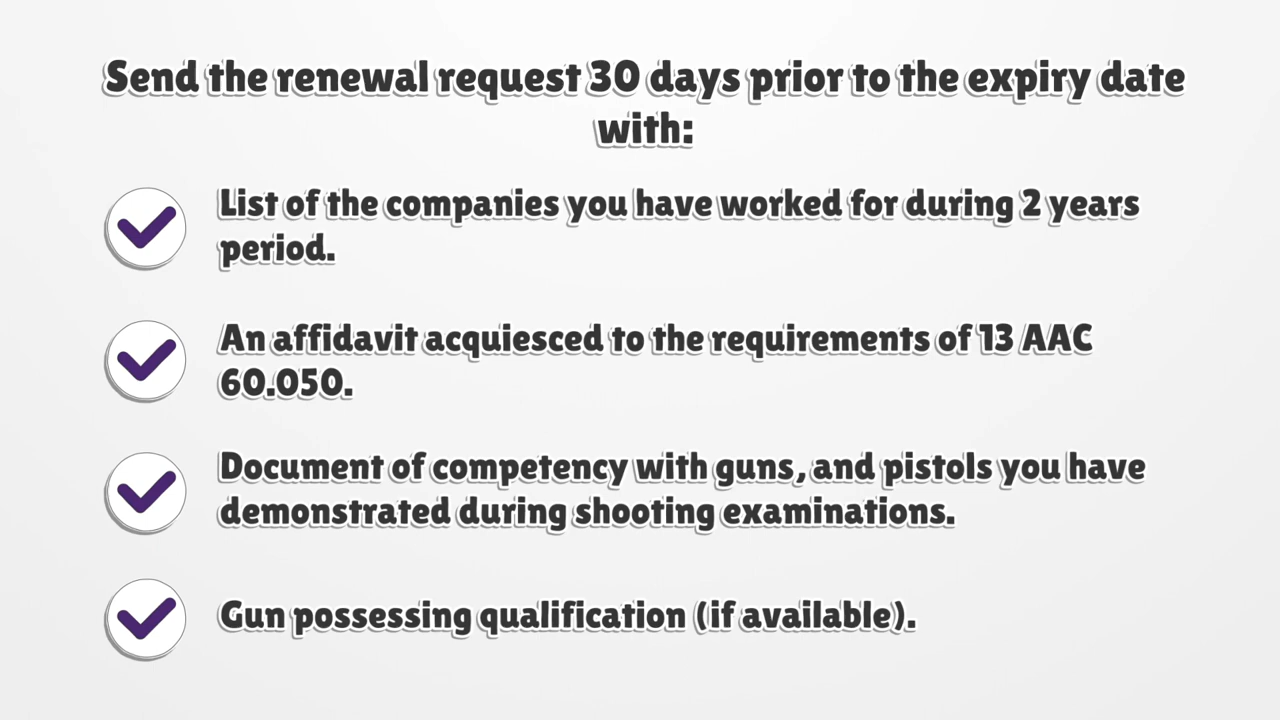 Send the renewal request 30 days prior to the expiry date
with:
List of the companies you have worked for during 2 years
period.
An affidavit acquiesced to the requirements of 13 AAC
60.050.
Document of competency with guns, and pistols you have
demonstrated during shooting examinations.
Gun possessing qualification (if available).